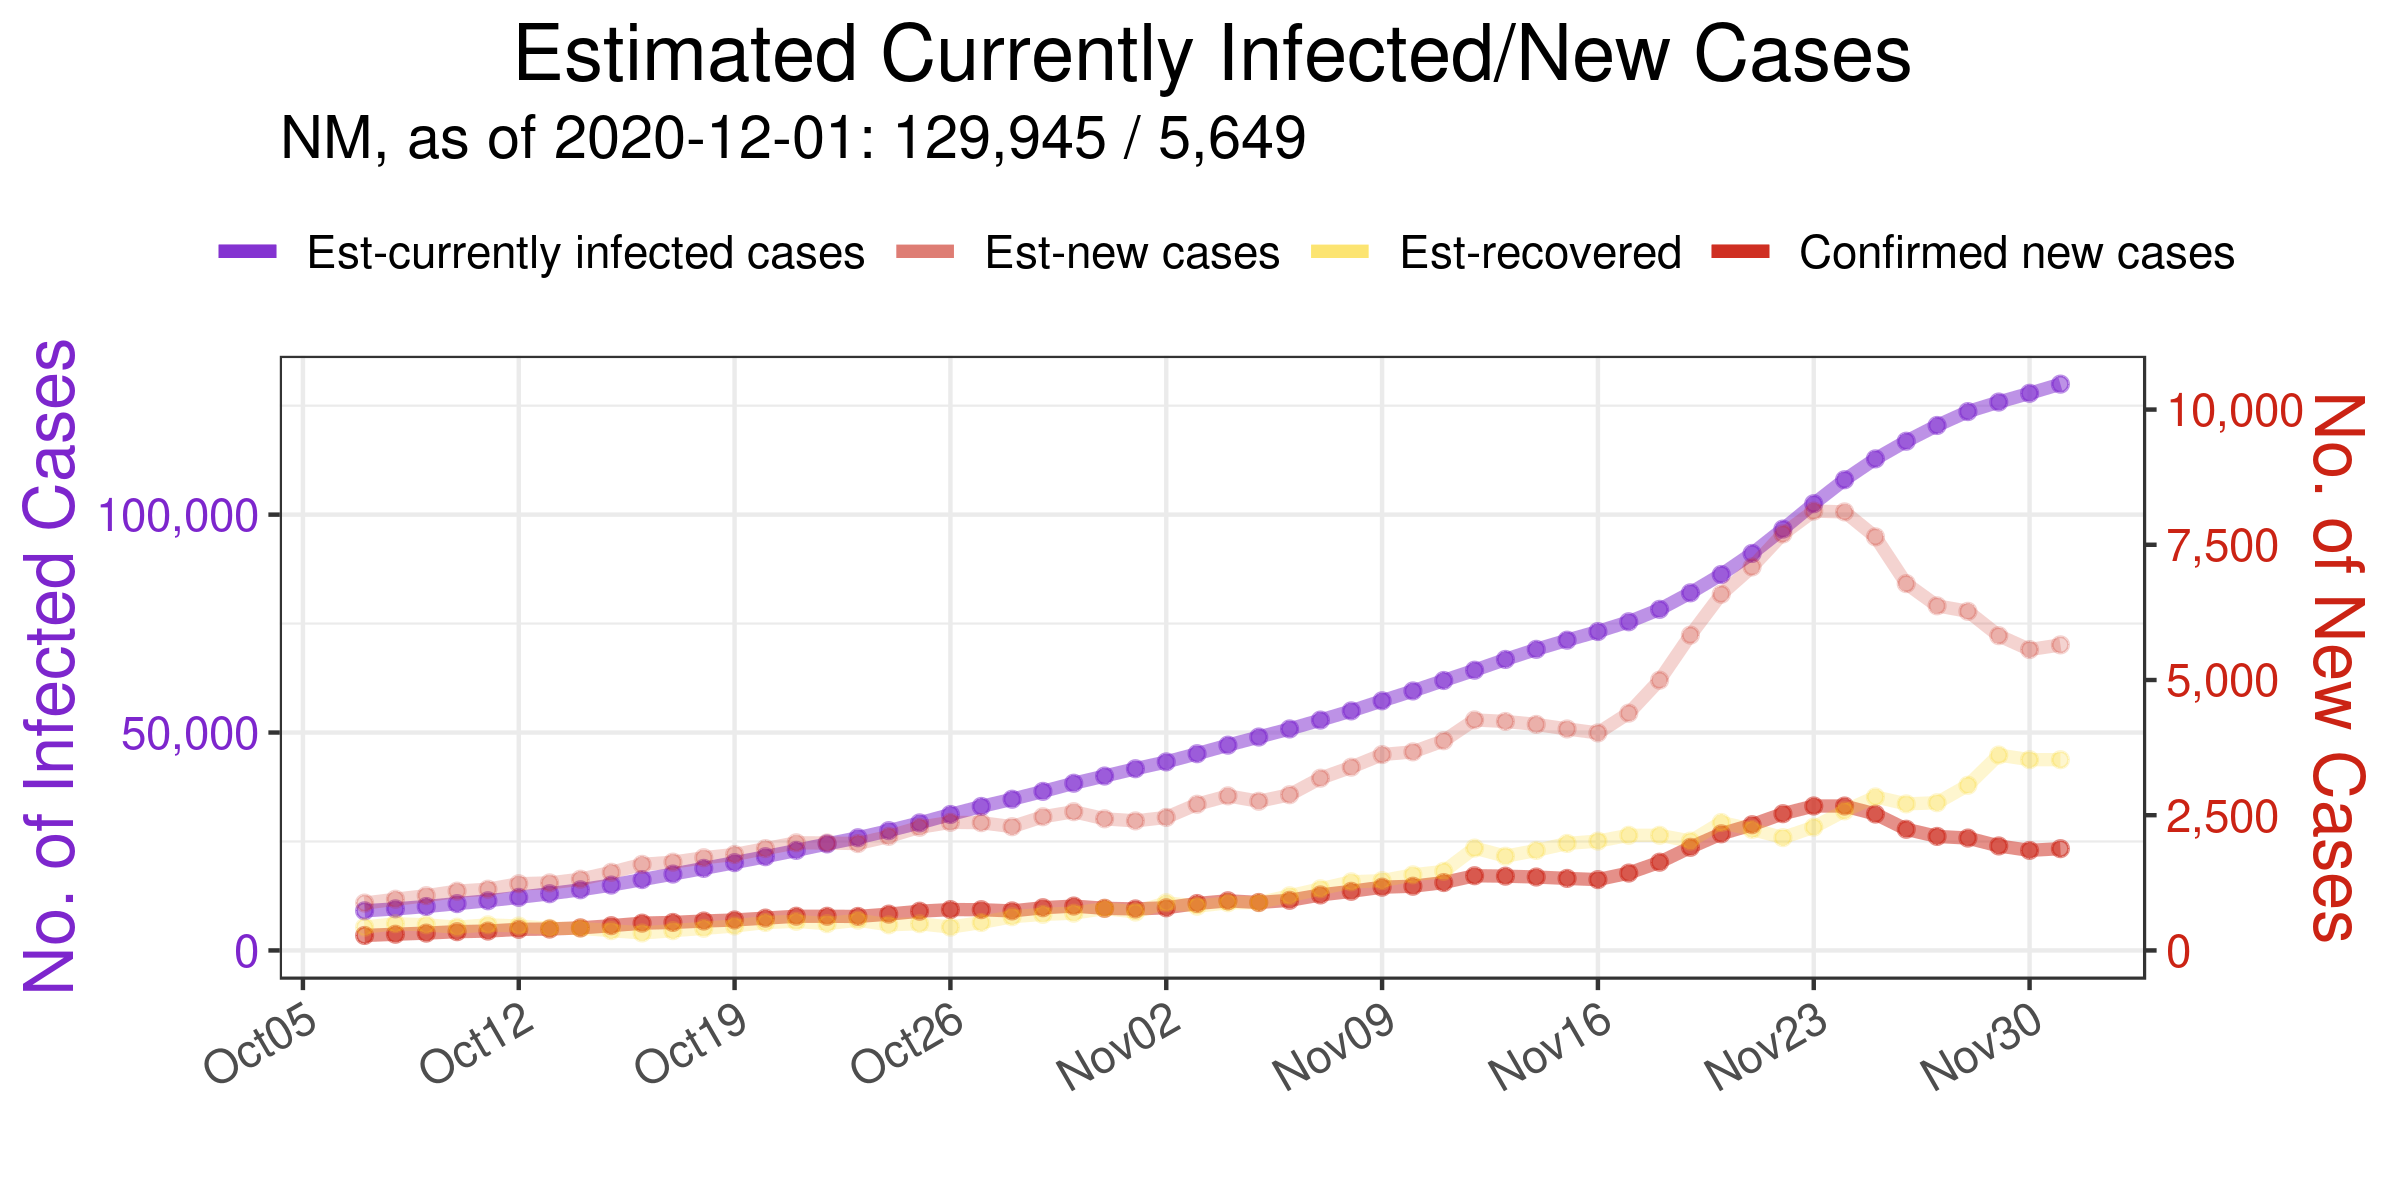 Estimated Currently Infected/New Cases
NM, as of 2020-12-01: 129,945 / 5,649
Est-currently infected cases Est-new cases Est-recovered Confirmed new cases
No. of Infected Cases
100,000
50,000
0
10,000
7,500
5,000
2,500
0
No. of New Cases
Oct05 Oct12 Oct19 Oct26 Nov02 Nov09 Nov16 Nov23 Nov30